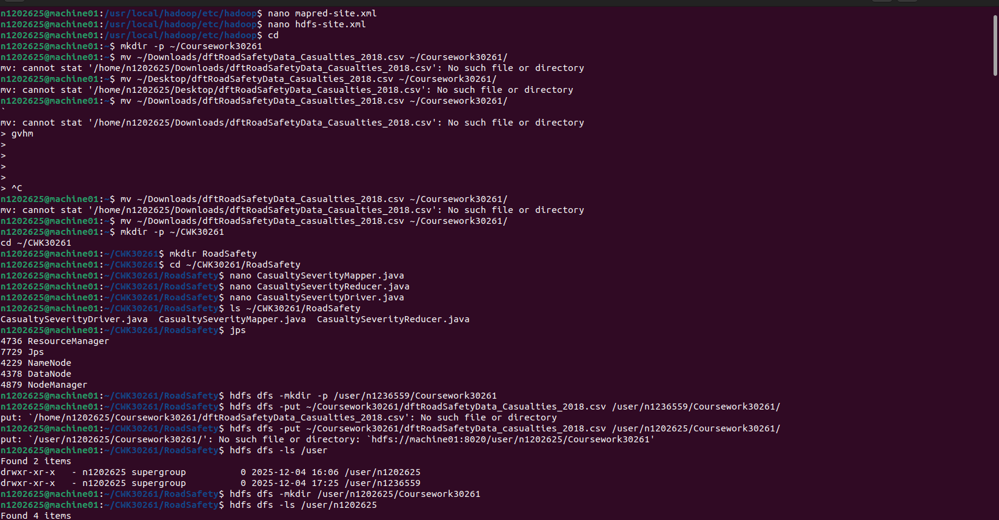 n1202625@machine01:/usr/local/hadoop/etc/hadoop$ nano mapred-site.xml
n1202625@machine01:/usr/local/hadoop/etc/hadoop$ nano hdfs-site.xml
n1202625@machine01:/usr/local/hadoop/etc/hadoop$ cd
n1202625@machine01:~$ mkdir -p ~/Coursework30261
n1202625@machine01:~$ mv ~/Downloads/dftRoadSafetyData_Casualties_2018.csv ~/Coursework30261/
mv: cannot stat '/home/n1202625/Downloads/dftRoadSafetyData_Casualties_2018.csv': No such file or directory
n1202625@machine01:~$ mv ~/Desktop/dftRoadSafetyData_Casualties_2018.csv ~/Coursework30261/
mv: cannot stat '/home/n1202625/Desktop/dftRoadSafetyData_Casualties_2018.csv': No such file or directory
n1202625@machine01:~$ mv ~/Downloads/dftRoadSafetyData_Casualties_2018.csv ~/Coursework30261/
`
mv: cannot stat '/home/n1202625/Downloads/dftRoadSafetyData_Casualties_2018.csv': No such file or directory
> gvhm
>
>
>
>
> ^C
n1202625@machine01:~$ mv ~/Downloads/dftRoadSafetyData_Casualties_2018.csv ~/Coursework30261/
mv: cannot stat '/home/n1202625/Downloads/dftRoadSafetyData_Casualties_2018.csv': No such file or directory
n1202625@machine01:~$ mv ~/Downloads/dftRoadSafetyData_Casualties_2018.csv ~/Coursework30261/
n1202625@machine01:~$ mkdir -p ~/CWK30261
cd ~/CWK30261
n1202625@machine01:~/CWK30261$ mkdir RoadSafety
n1202625@machine01:~/CWK30261$ cd ~/CWK30261/RoadSafety
n1202625@machine01:~/CWK30261/RoadSafety$ nano CasualtySeverityMapper.java
n1202625@machine01:~/CWK30261/RoadSafety$ nano CasualtySeverityReducer.java
n1202625@machine01:~/CWK30261/RoadSafety$ nano CasualtySeverityDriver.java
n1202625@machine01:~/CWK30261/RoadSafety$ ls ~/CWK30261/RoadSafety
CasualtySeverityDriver.java  CasualtySeverityMapper.java  CasualtySeverityReducer.java
n1202625@machine01:~/CWK30261/RoadSafety$ jps
4736 ResourceManager
7729 Jps
4229 NameNode
4378 DataNode
4879 NodeManager
n1202625@machine01:~/CWK30261/RoadSafety$ hdfs dfs -mkdir -p /user/n1236559/Coursework30261
n1202625@machine01:~/CWK30261/RoadSafety$ hdfs dfs -put ~/Coursework30261/dftRoadSafetyData_Casualties_2018.csv /user/n1236559/Coursework30261/
put: `/home/n1202625/Coursework30261/dftRoadSafetyData_Casualties_2018.csv': No such file or directory
n1202625@machine01:~/CWK30261/RoadSafety$ hdfs dfs -put ~/Coursework30261/dftRoadSafetyData_casualties_2018.csv /user/n1202625/Coursework30261/
put: `/user/n1202625/Coursework30261/': No such file or directory: `hdfs://machine01:8020/user/n1202625/Coursework30261'
n1202625@machine01:~/CWK30261/RoadSafety$ hdfs dfs -ls /user
Found 2 items
drwxr-xr-x   - n1202625 supergroup          0 2025-12-04 16:06 /user/n1202625
drwxr-xr-x   - n1202625 supergroup          0 2025-12-04 17:25 /user/n1236559
n1202625@machine01:~/CWK30261/RoadSafety$ hdfs dfs -mkdir /user/n1202625/Coursework30261
n1202625@machine01:~/CWK30261/RoadSafety$ hdfs dfs -ls /user/n1202625
Found 4 items